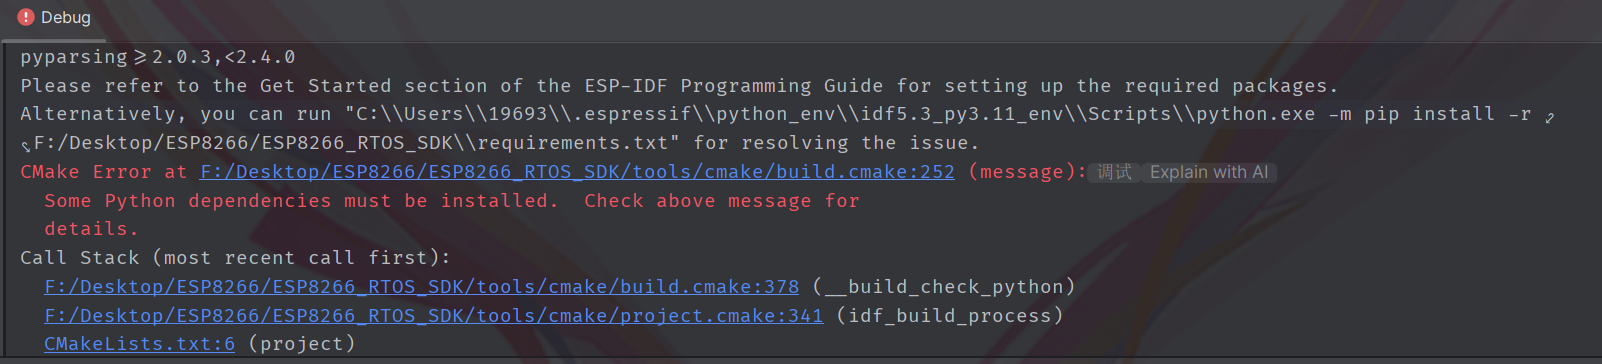 Debug
pyparsing>=2.0.3,<2.4.0
Please refer to the Get Started section of the ESP-IDF Programming Guide for setting up the required packages.
Alternatively, you can run "C:\\Users\\19693\\.espressif\\python_env\\idf5.3_py3.11_env\\Scripts\\python.exe -m pip install -r
F:/Desktop/ESP8266/ESP8266_RTOS_SDK\\requirements.txt" for resolving the issue.
CMake Error at F:/Desktop/ESP8266/ESP8266_RTOS_SDK/tools/cmake/build.cmake:252 (message): 调试 Explain with AI
Some Python dependencies must be installed.  Check above message for
details.
Call Stack (most recent call first):
F:/Desktop/ESP8266/ESP8266_RTOS_SDK/tools/cmake/build.cmake:378 (__build_check_python)
F:/Desktop/ESP8266/ESP8266_RTOS_SDK/tools/cmake/project.cmake:341 (idf_build_process)
CMakeLists.txt:6 (project)